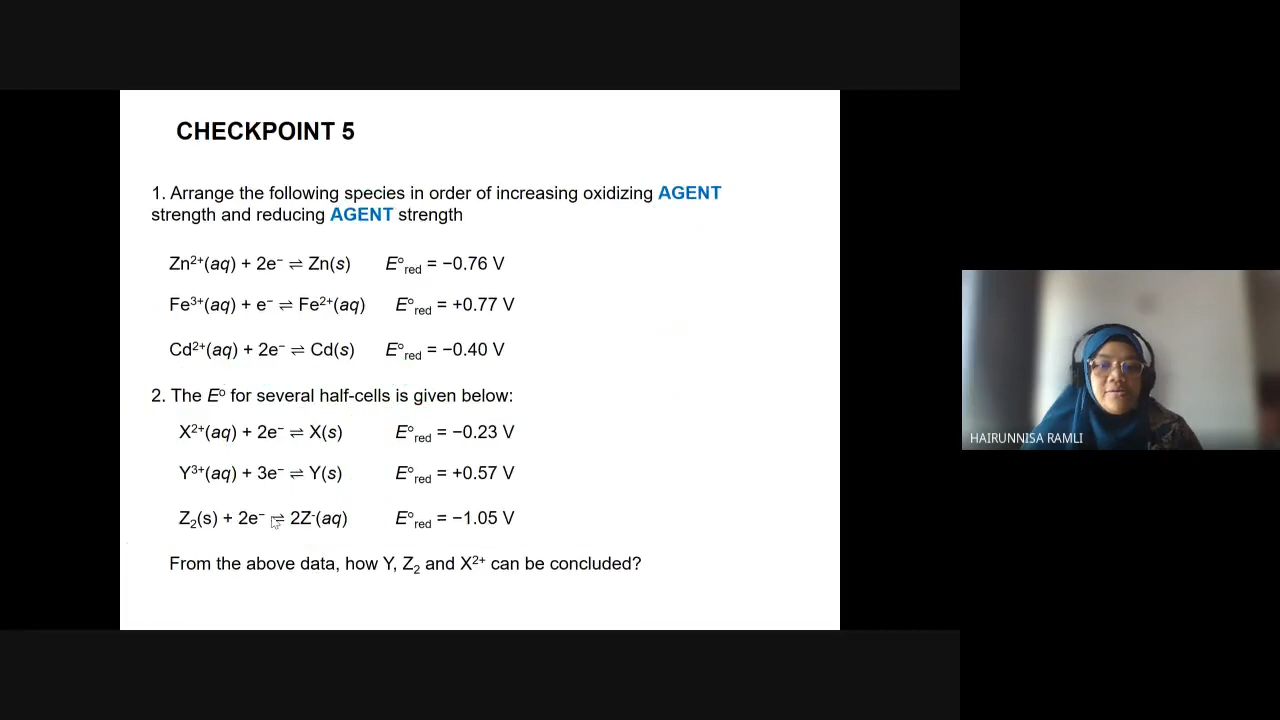 CHECKPOINT 5
1. Arrange the following species in order of increasing oxidizing AGENT
strength and reducing AGENT strength
Zn²⁺(aq) + 2e⁻ ⇌ Zn(s) E°red = −0.76 V
Fe³⁺(aq) + e⁻ ⇌ Fe²⁺(aq) E°red = +0.77 V
Cd²⁺(aq) + 2e⁻ ⇌ Cd(s) E°red = −0.40 V
2. The E° for several half-cells is given below:
X²⁺(aq) + 2e⁻ ⇌ X(s) E°red = −0.23 V
Y³⁺(aq) + 3e⁻ ⇌ Y(s) E°red = +0.57 V
Z₂(s) + 2e⁻ ⇌ 2Z⁻(aq) E°red = −1.05 V
From the above data, how Y, Z₂ and X²⁺ can be concluded?
HAIRUNNISA RAMLI